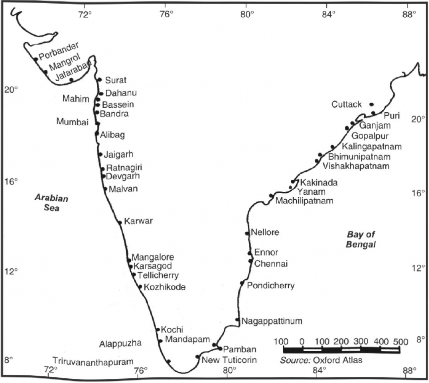 72° 76° 80° 84° 88°
Porbander
Mangrol
Jafarabad
Surat
20°
Dahanu
Mahim
Bassein
Bandra
Mumbai
Alibag
Jaigarh
Ratnagiri
Devgarh
16°
Malvan
Arabian
Sea
Karwar
Mangalore
Karsagod
12°
Tellicherry
Kozhikode
Kochi
Alappuzha
Mandapam
8°
Triruvananthapuram
New Tuticorin
Pamban
Nagappattinum
Pondicherry
Chennai
Ennor
Nellore
Machilipatnam
Yanam
Kakinada
Vishakhapatnam
Bhimunipatnam
Kalingapatnam
Gopalpur
Ganjam
Puri
Cuttack
20°
16°
Bay of
Bengal
12°
100 0 100 200 300 400 500
Source: Oxford Atlas
8°
72° 76° 80° 84° 88°